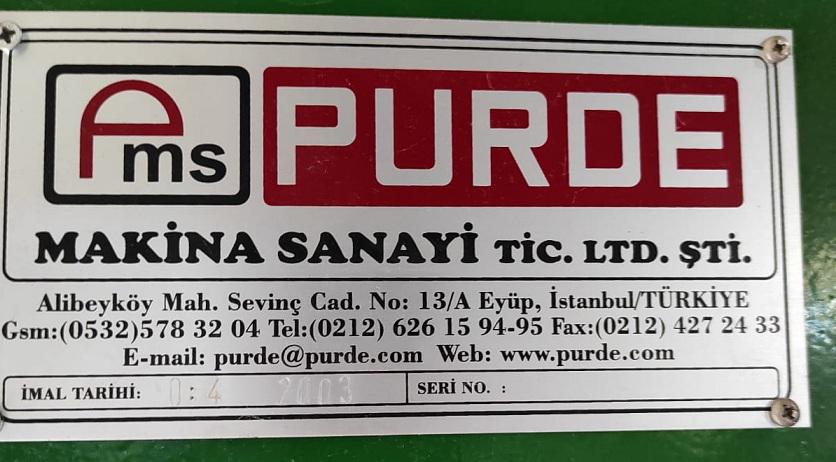 Pms PURDE
MAKİNA SANAYİ TİC. LTD. ŞTİ.
Alibeyköy Mah. Sevinç Cad. No: 13/A Eyüp, İstanbul/TÜRKİYE
Gsm:(0532)578 32 04 Tel:(0212) 626 15 94-95 Fax:(0212) 427 24 33
E-mail: purde@purde.com Web: www.purde.com
İMAL TARİHİ: 0:4 2003 SERİ NO. :